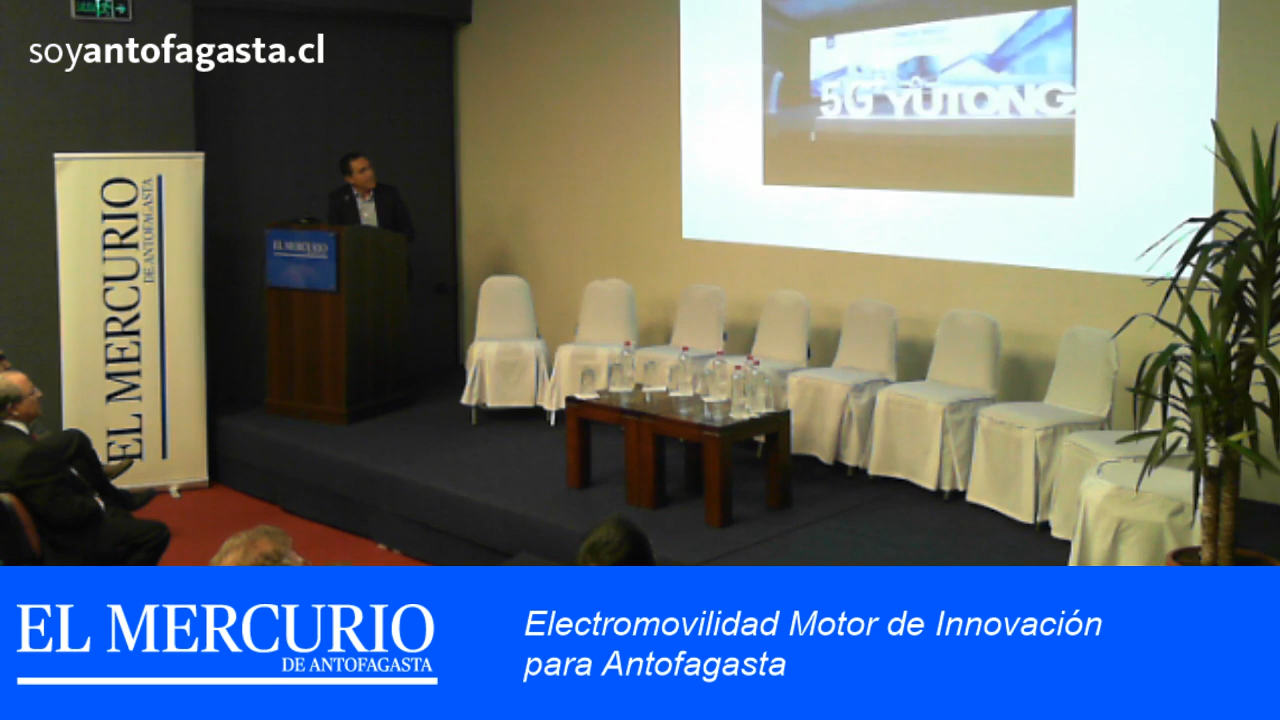 soyantofagasta.cl
5G YUTONG
EL MERCURIO
DE ANTOFAGASTA
EL MERCURIO
EL MERCURIO
DE ANTOFAGASTA
Electromovilidad Motor de Innovación
para Antofagasta